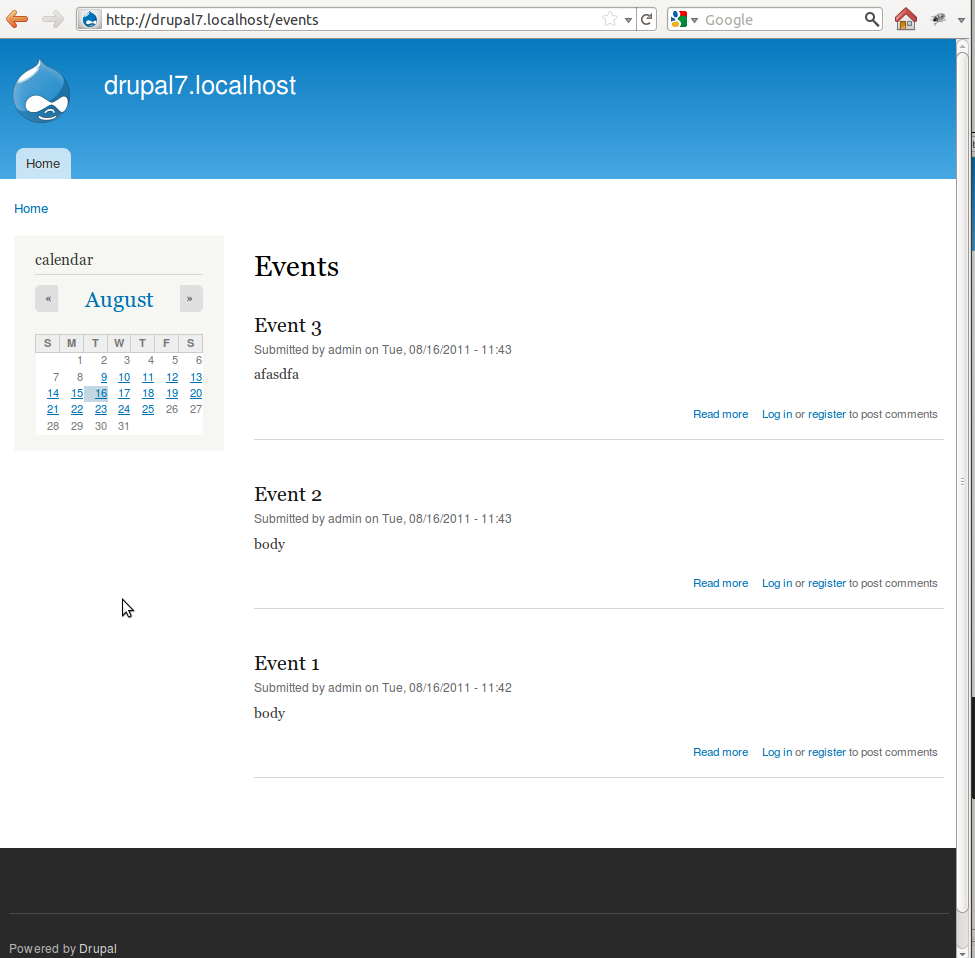 http://drupal7.localhost/events
Google
drupal7.localhost
Home
Home
calendar
« August »
S M T W T F S
1 2 3 4 5 6
7 8 9 10 11 12 13
14 15 16 17 18 19 20
21 22 23 24 25 26 27
28 29 30 31
Events
Event 3
Submitted by admin on Tue, 08/16/2011 - 11:43
afasdfa
Read more Log in or register to post comments
Event 2
Submitted by admin on Tue, 08/16/2011 - 11:43
body
Read more Log in or register to post comments
Event 1
Submitted by admin on Tue, 08/16/2011 - 11:42
body
Read more Log in or register to post comments
Powered by Drupal